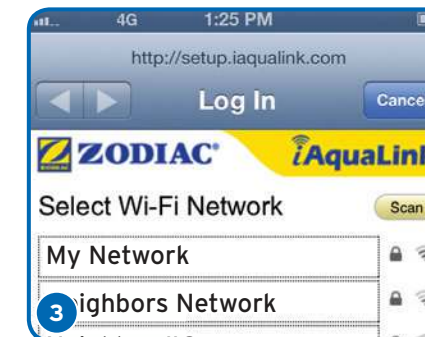 4G 1:25 PM
http://setup.iaqualink.com
Log In Cance
ZODIAC® iAquaLin
Select Wi-Fi Network Scan
My Network
ighbors Network
3